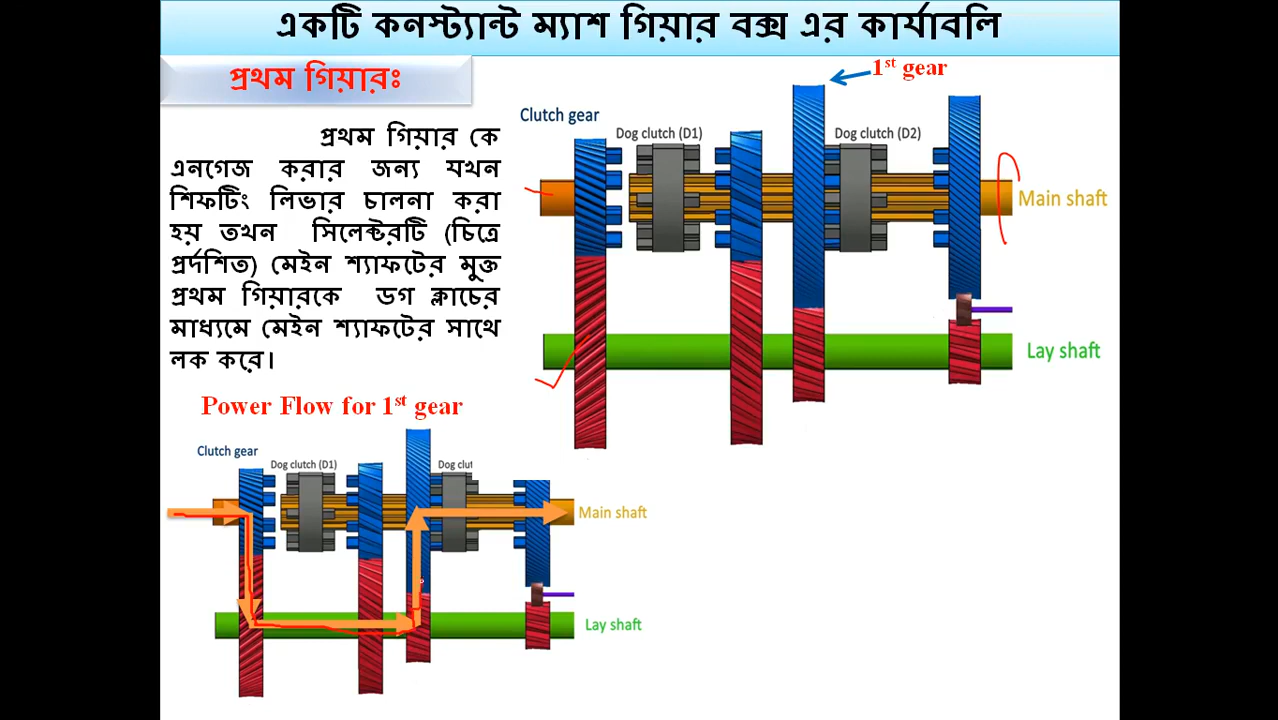 একটি কনস্ট্যান্ট ম্যাশ গিয়ার বক্স এর কার্যাবলি
প্রথম গিয়ারঃ
প্রথম গিয়ার কে
এনগেজ করার জন্য যখন
শিফটিং লিভার চালনা করা
হয় তখন সিলেক্টরটি (চিত্রে
প্রর্দশিত) মেইন শ্যাফটের মুক্ত
প্রথম গিয়ারকে ডগ ক্লাচের
মাধ্যমে মেইন শ্যাফটের সাথে
লক করে।
1st gear
Clutch gear
Dog clutch (D1)
Dog clutch (D2)
Main shaft
Lay shaft
Power Flow for 1st gear
Clutch gear
Dog clutch (D1)
Dog clut
Main shaft
Lay shaft